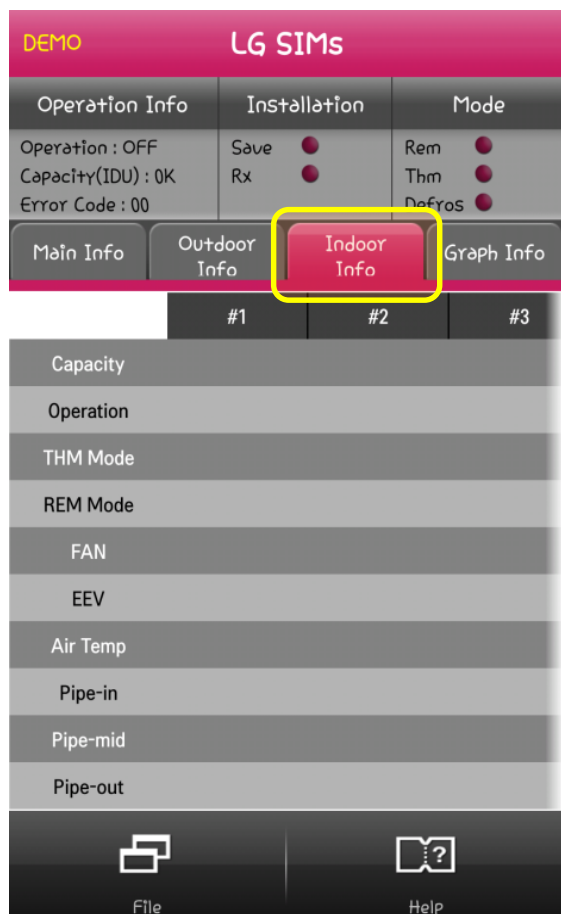 DEMO LG SIMs
Operation Info Installation Mode
Operation : OFF Save Rem
Capacity(IDU) : 0K Rx Thm
Error Code : 00 Defros
Main Info Outdoor Info Indoor Info Graph Info
#1 #2 #3
Capacity
Operation
THM Mode
REM Mode
FAN
EEV
Air Temp
Pipe-in
Pipe-mid
Pipe-out
?
File Help